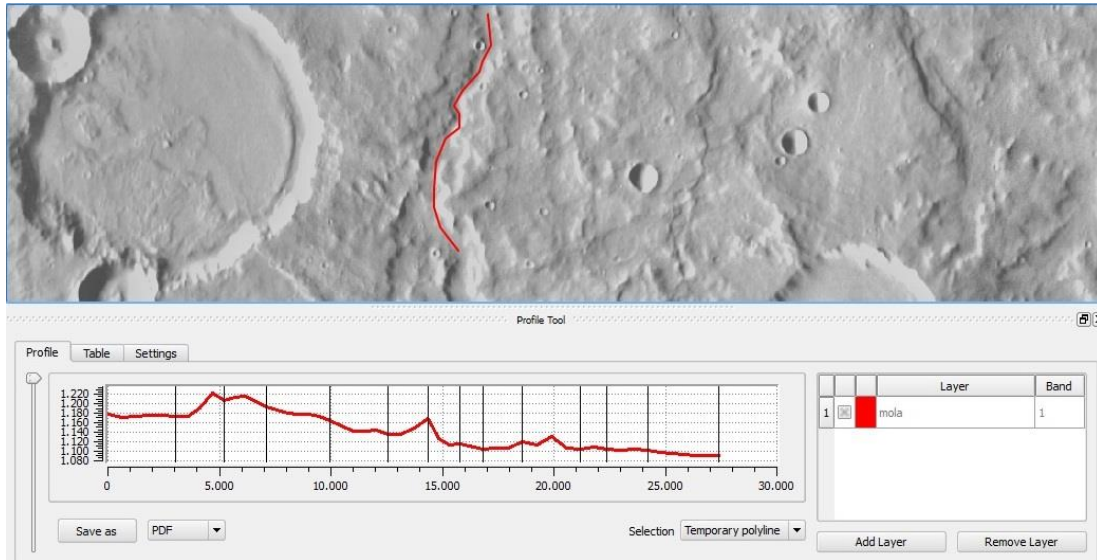 Profile Tool
Profile Table Settings
1.220
1.200
1.180
1.160
1.140
1.120
1.100
1.080
0 5.000 10.000 15.000 20.000 25.000 30.000
Layer Band
1 mola 1
Save as PDF Selection Temporary polyline
Add Layer Remove Layer